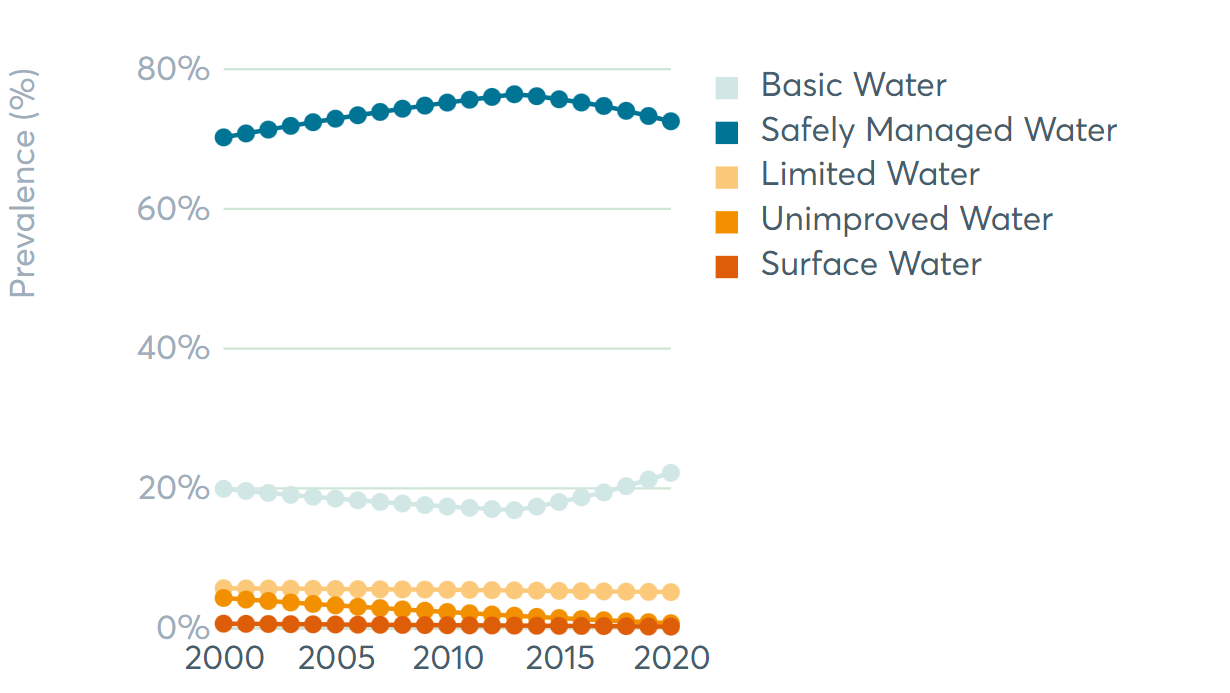 Prevalence (%)
80%
60%
40%
20%
0%
2000 2005 2010 2015 2020
Basic Water
Safely Managed Water
Limited Water
Unimproved Water
Surface Water